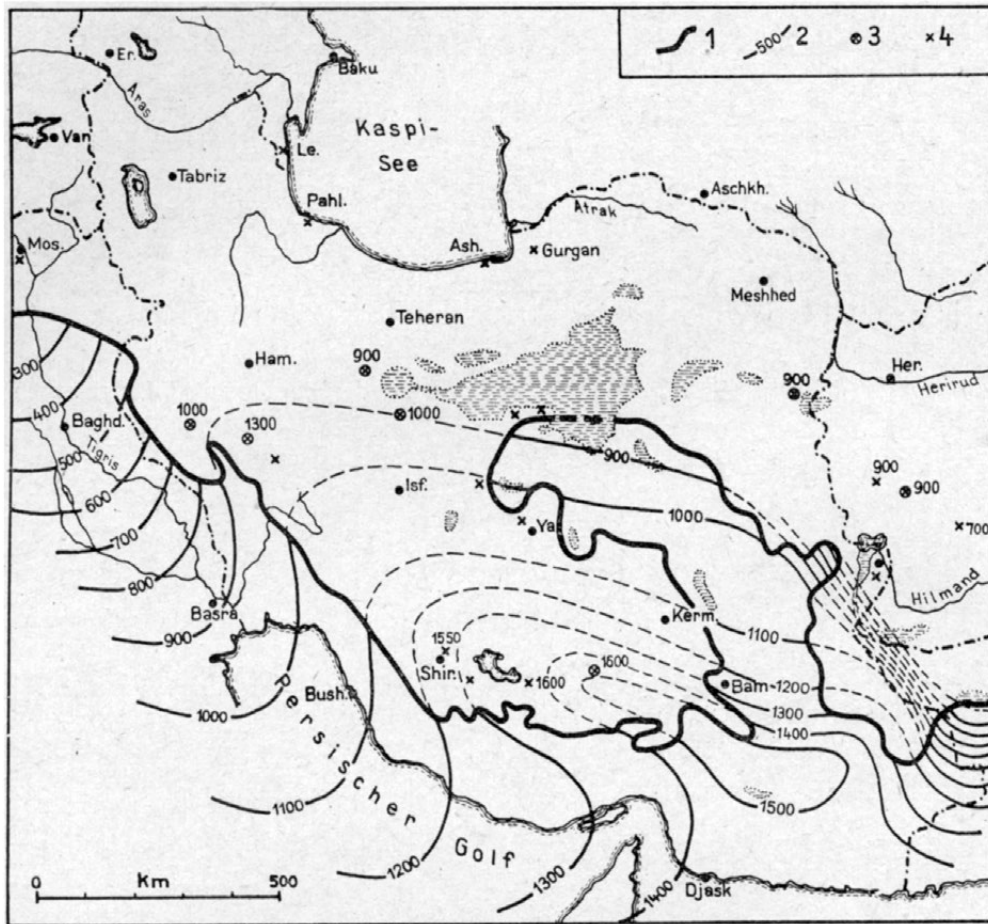 1 500 2 3 4
Er.
Baku
Aras
Kaspi-
See
Van
Le.
Tabriz
Aschkh.
Pahl.
Atrak
Mos.
Ash.
Gurgan
Meshhed
Teheran
300
Ham.
900
Her.
Herirud
900
400
1000
1000
Baghd.
1300
Tigris
500
900
900
600
Isf.
900
700
1000
700
Ya.
800
Hilmand
Basra
Kerm.
900
1100
1550
Shir.
1600
1600
Bam
1200
Bush.
1300
1000
1400
Persischer
Golf
1100
1500
1200
1300
1400
Djask
0 Km 500